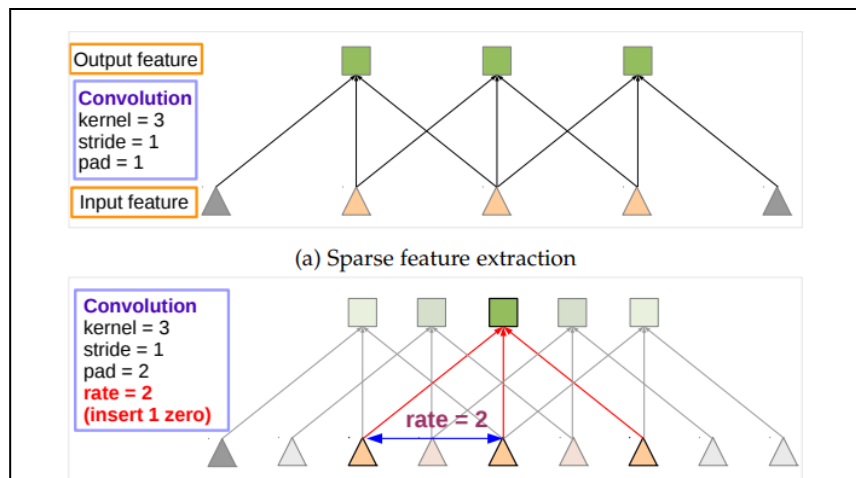 Output feature
Convolution
kernel = 3
stride = 1
pad = 1
Input feature
(a) Sparse feature extraction
Convolution
kernel = 3
stride = 1
pad = 2
rate = 2
(insert 1 zero)
rate = 2